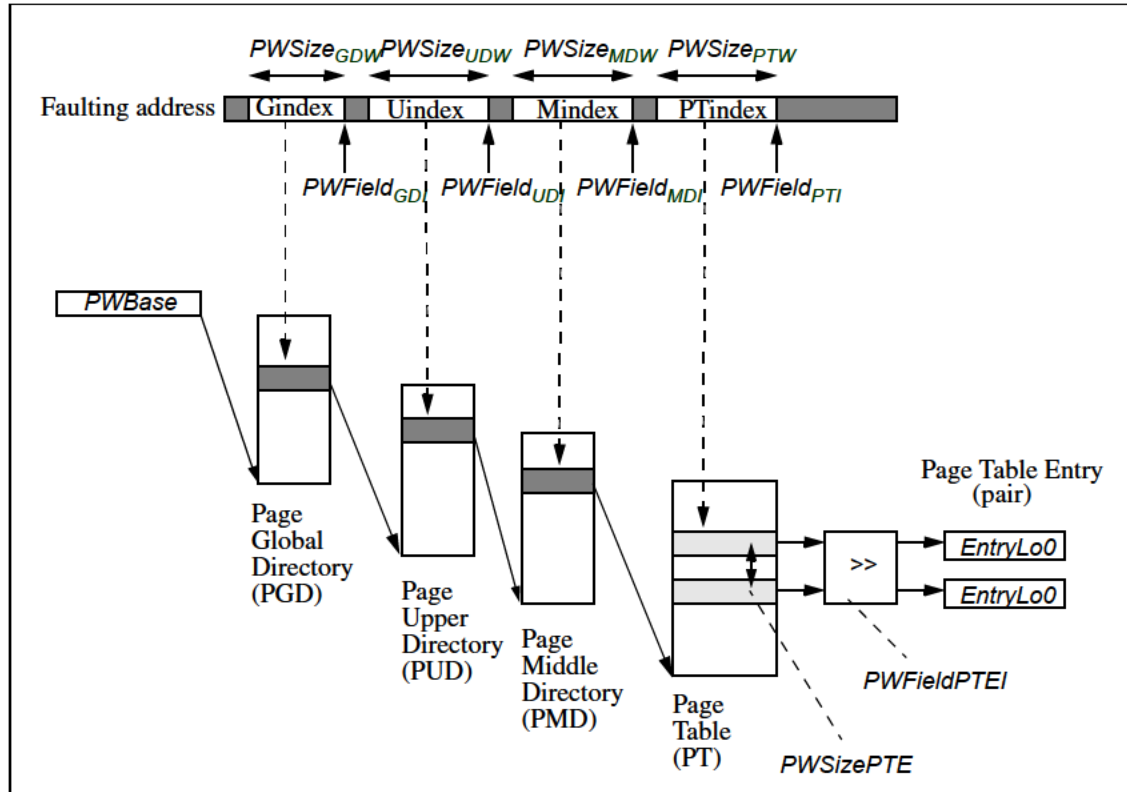 PWSizeGDW PWSizeUDW PWSizeMDW PWSizePTW
Faulting address Gindex Uindex Mindex PTindex
PWFieldGDI PWFieldUDI PWFieldMDI PWFieldPTI
PWBase
Page
Global
Directory
(PGD)
Page
Upper
Directory
(PUD)
Page
Middle
Directory
(PMD)
Page
Table
(PT)
Page Table Entry
(pair)
>>
EntryLo0
EntryLo0
PWFieldPTEI
PWSizePTE